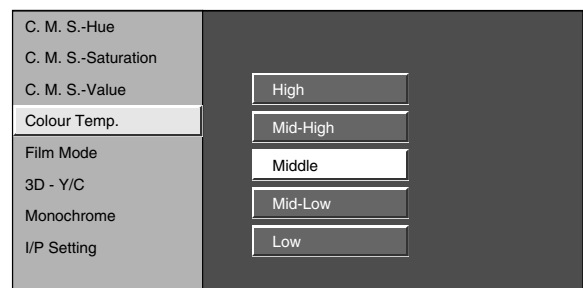 C. M. S.-Hue
C. M. S.-Saturation
C. M. S.-Value
Colour Temp.
Film Mode
3D - Y/C
Monochrome
I/P Setting
High
Mid-High
Middle
Mid-Low
Low